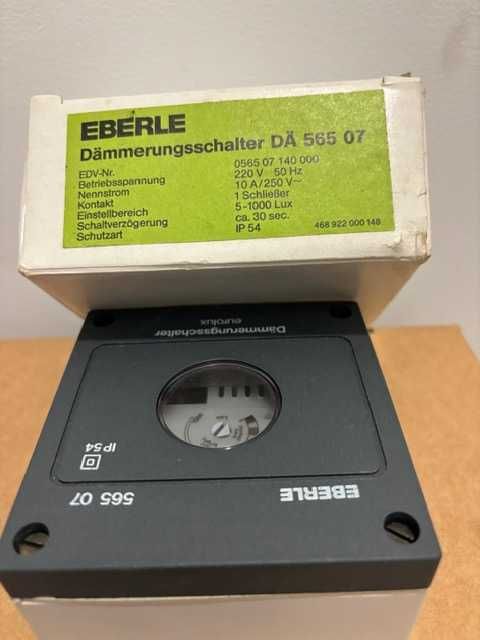 EBERLE
Dämmerungsschalter DÄ 565 07
EDV-Nr. 0565 07 140 000
Betriebsspannung 220 V 50 Hz
Nennstrom 10 A/250 V~
Kontakt 1 Schließer
Einstellbereich 5-1000 Lux
Schaltverzögerung ca. 30 sec.
Schutzart IP 54
468 922 000 148
Dämmerungsschalter
eurolux
IP 54
565 07
EBERLE